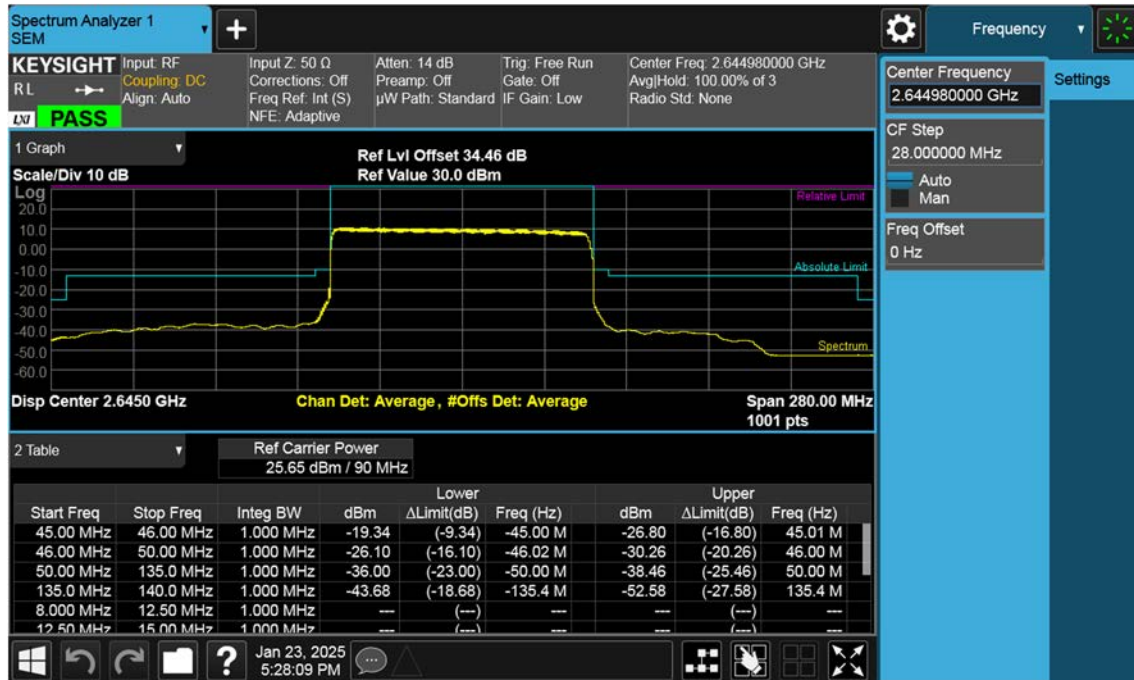 Spectrum Analyzer 1
SEM
Frequency
KEYSIGHT
RL
LXI
PASS
Input: RF
Coupling: DC
Align: Auto
Input Z: 50 Ω
Corrections: Off
Freq Ref: Int (S)
NFE: Adaptive
Atten: 14 dB
Preamp: Off
µW Path: Standard
Trig: Free Run
Gate: Off
IF Gain: Low
Center Freq: 2.644980000 GHz
Avg|Hold: 100.00% of 3
Radio Std: None
Center Frequency
2.644980000 GHz
Settings
CF Step
28.000000 MHz
Auto
Man
Freq Offset
0 Hz
1 Graph
Scale/Div 10 dB
Ref Lvl Offset 34.46 dB
Ref Value 30.0 dBm
Log
20.0
10.0
0.00
-10.0
-20.0
-30.0
-40.0
-50.0
-60.0
Relative Limit
Absolute Limit
Spectrum
Disp Center 2.6450 GHz
Chan Det: Average, #Offs Det: Average
Span 280.00 MHz
1001 pts
2 Table
Ref Carrier Power
25.65 dBm / 90 MHz
Lower Upper
Start Freq Stop Freq Integ BW dBm ΔLimit(dB) Freq (Hz) dBm ΔLimit(dB) Freq (Hz)
45.00 MHz 46.00 MHz 1.000 MHz -19.34 (-9.34) -45.00 M -26.80 (-16.80) 45.01 M
46.00 MHz 50.00 MHz 1.000 MHz -26.10 (-16.10) -46.02 M -30.26 (-20.26) 46.00 M
50.00 MHz 135.0 MHz 1.000 MHz -36.00 (-23.00) -50.00 M -38.46 (-25.46) 50.00 M
135.0 MHz 140.0 MHz 1.000 MHz -43.68 (-18.68) -135.4 M -52.58 (-27.58) 135.4 M
8.000 MHz 12.50 MHz 1.000 MHz --- (---) --- --- (---) ---
12.50 MHz 15.00 MHz 1.000 MHz --- (---) --- --- (---) ---
Jan 23, 2025
5:28:09 PM